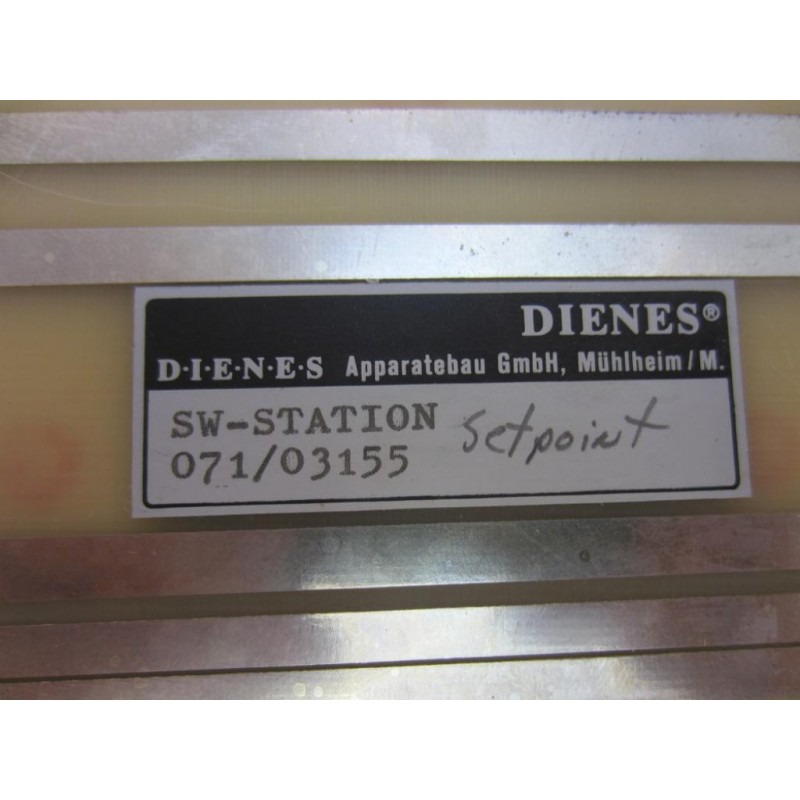 DIENES®
D·I·E·N·E·S Apparatebau GmbH, Mühlheim/M.
SW-STATION Setpoint
071/03155